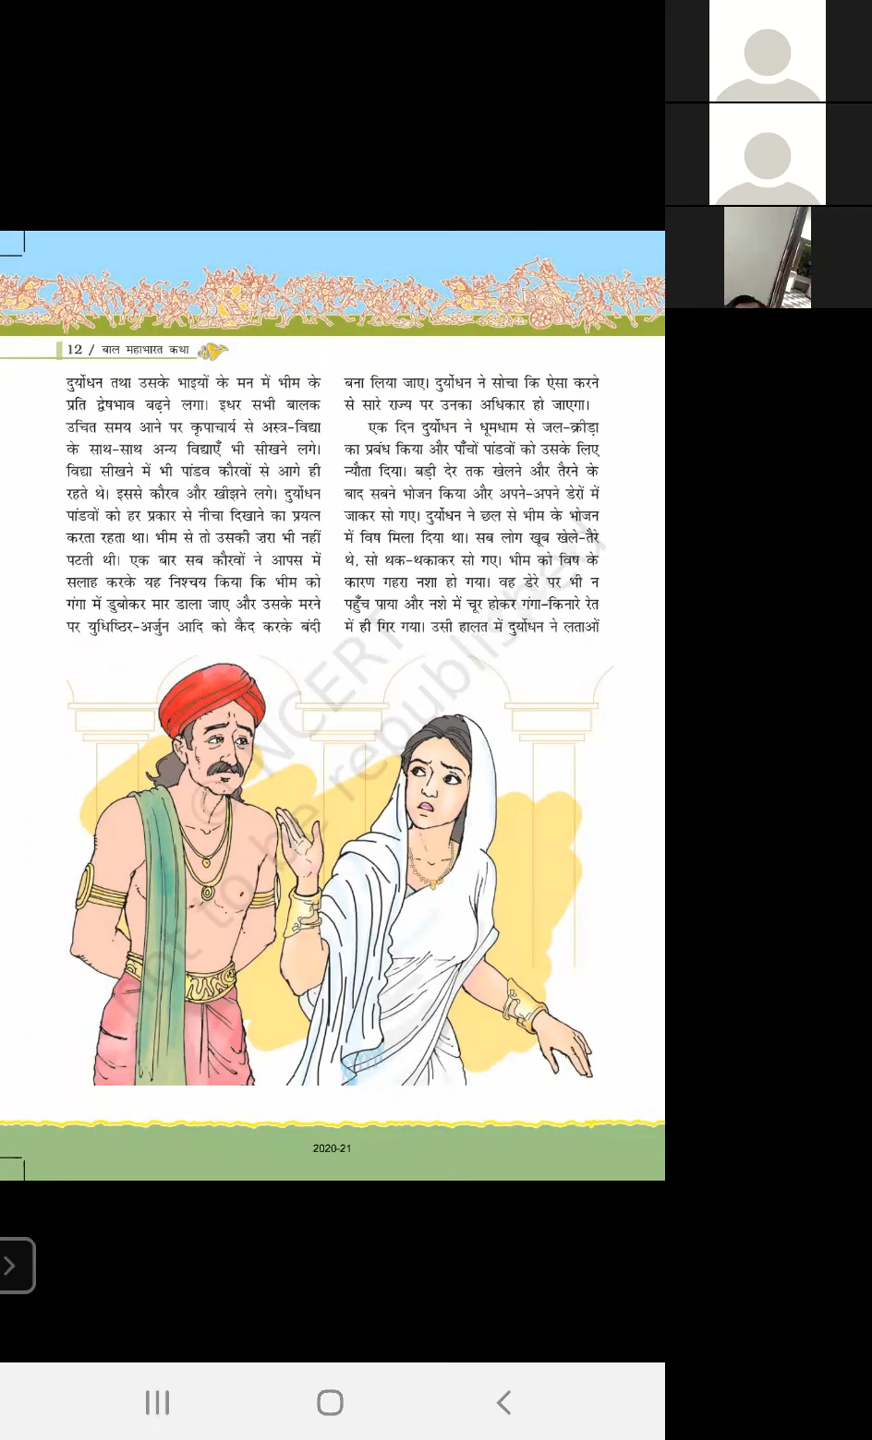 12 / बाल महाभारत कथा
दुर्योधन तथा उसके भाइयों के मन में भीम के
प्रति द्वेषभाव बढ़ने लगा। इधर सभी बालक
उचित समय आने पर कृपाचार्य से अस्त्र-विद्या
के साथ-साथ अन्य विद्याएँ भी सीखने लगे।
विद्या सीखने में भी पांडव कौरवों से आगे ही
रहते थे। इससे कौरव और खीझने लगे। दुर्योधन
पांडवों को हर प्रकार से नीचा दिखाने का प्रयत्न
करता रहता था। भीम से तो उसकी ज़रा भी नहीं
पटती थी। एक बार सब कौरवों ने आपस में
सलाह करके यह निश्चय किया कि भीम को
गंगा में डुबोकर मार डाला जाए और उसके मरने
पर युधिष्ठिर-अर्जुन आदि को कैद करके बंदी
बना लिया जाए। दुर्योधन ने सोचा कि ऐसा करने
से सारे राज्य पर उनका अधिकार हो जाएगा।
एक दिन दुर्योधन ने धूमधाम से जल-क्रीड़ा
का प्रबंध किया और पाँचों पांडवों को उसके लिए
न्यौता दिया। बड़ी देर तक खेलने और तैरने के
बाद सबने भोजन किया और अपने-अपने डेरों में
जाकर सो गए। दुर्योधन ने छल से भीम के भोजन
में विष मिला दिया था। सब लोग खूब खेले-तैरे
थे, सो थक-थकाकर सो गए। भीम को विष के
कारण गहरा नशा हो गया। वह डेरे पर भी न
पहुँच पाया और नशे में चूर होकर गंगा-किनारे रेत
में ही गिर गया। उसी हालत में दुर्योधन ने लताओं
© NCERT
not to be republished
2020-21